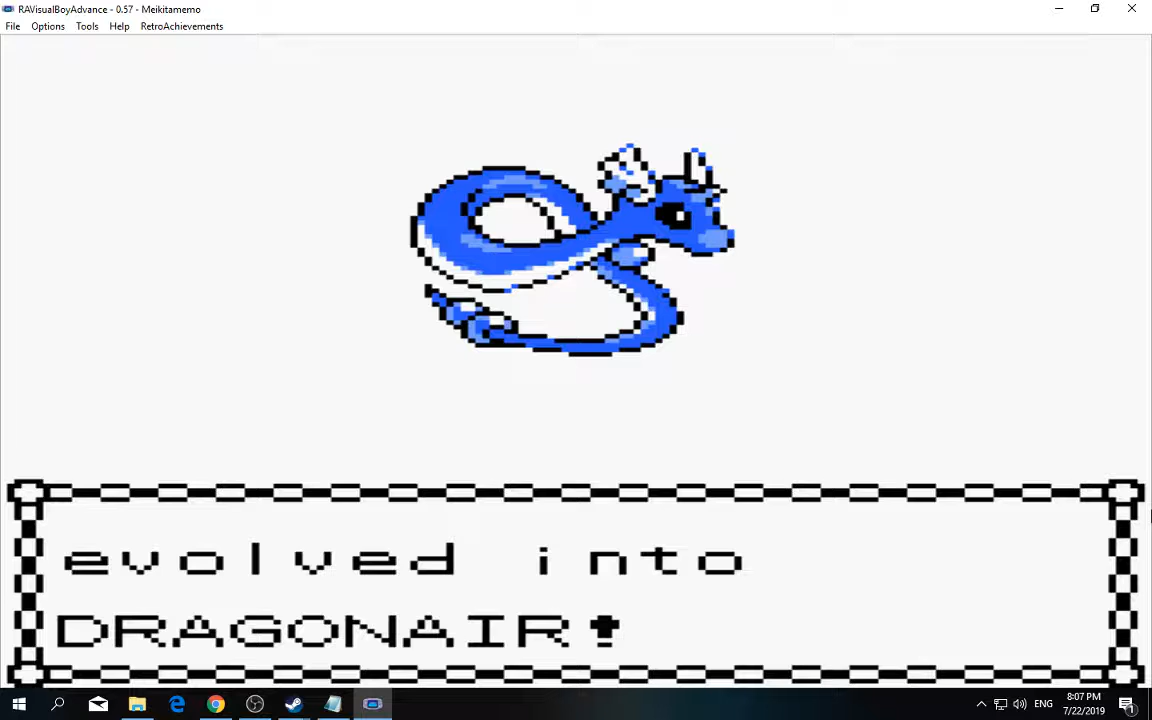 RAVisualBoyAdvance - 0.57 - Meikitamemo
File Options Tools Help RetroAchievements
evolved into
DRAGONAIR!
ENG
8:07 PM
7/22/2019
1